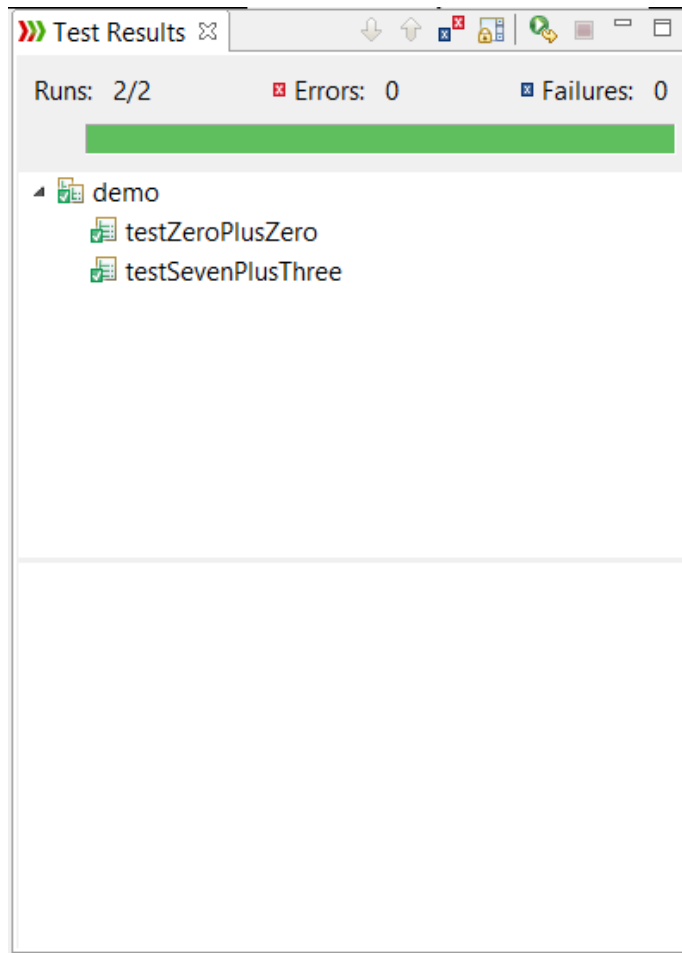 Test Results
Runs: 2/2 Errors: 0 Failures: 0
demo
testZeroPlusZero
testSevenPlusThree